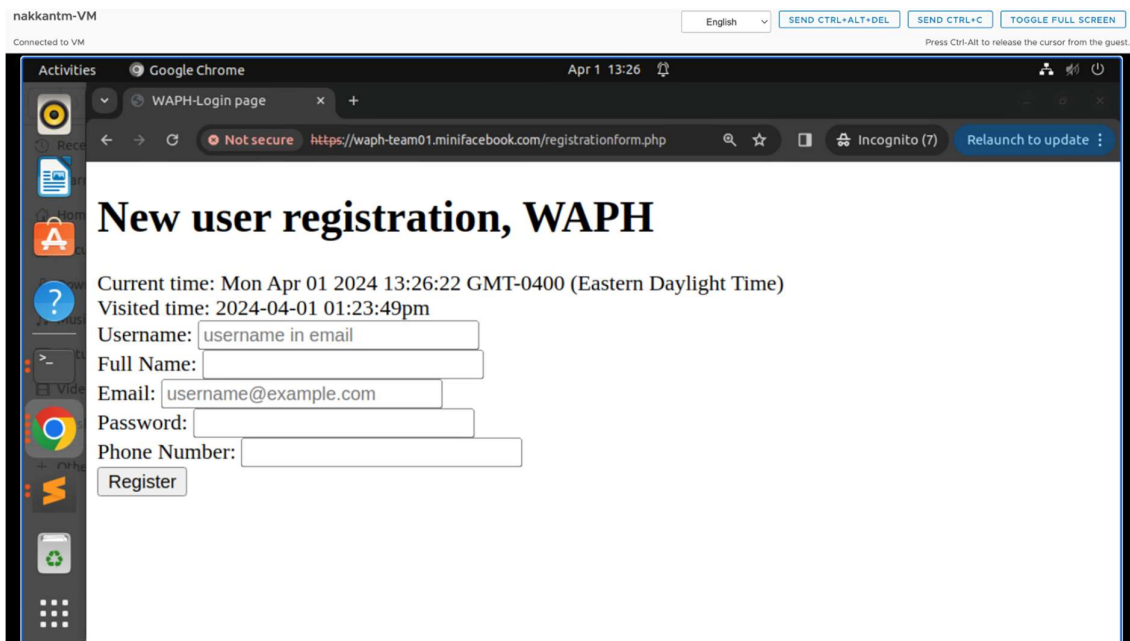 nakkantm-VM
English
SEND CTRL+ALT+DEL
SEND CTRL+C
TOGGLE FULL SCREEN
Connected to VM
Press Ctrl-Alt to release the cursor from the guest.
Activities
Google Chrome
Apr 1 13:26
WAPH-Login page
Not secure
https://waph-team01.minifacebook.com/registrationform.php
Incognito (7)
Relaunch to update
New user registration, WAPH
Current time: Mon Apr 01 2024 13:26:22 GMT-0400 (Eastern Daylight Time)
Visited time: 2024-04-01 01:23:49pm
Username: username in email
Full Name:
Email: username@example.com
Password:
Phone Number:
Register